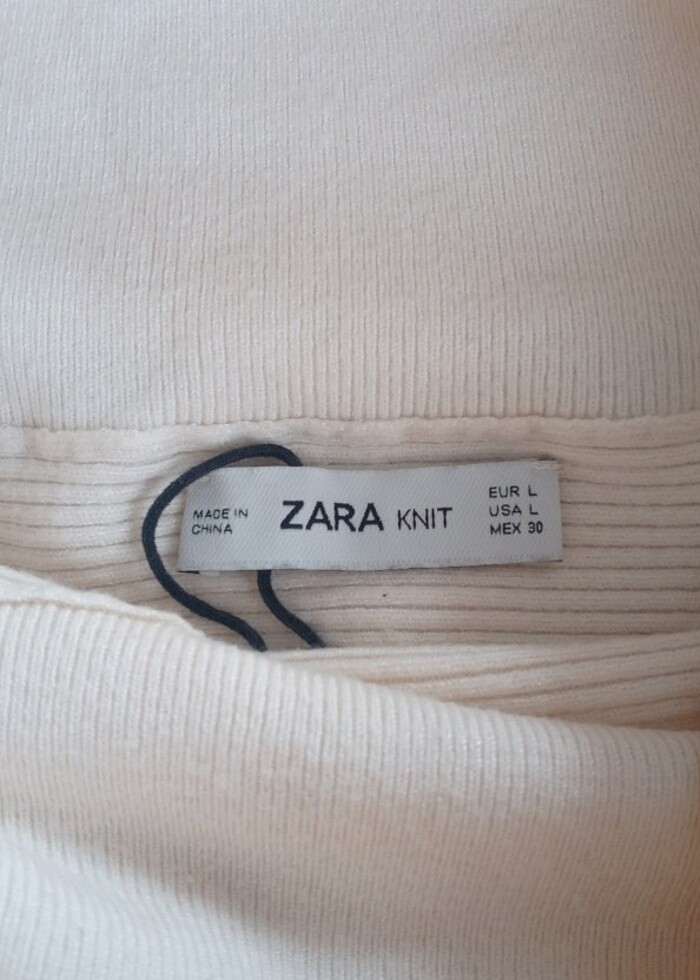 MADE IN
CHINA
ZARA KNIT
EUR L
USA L
MEX 30